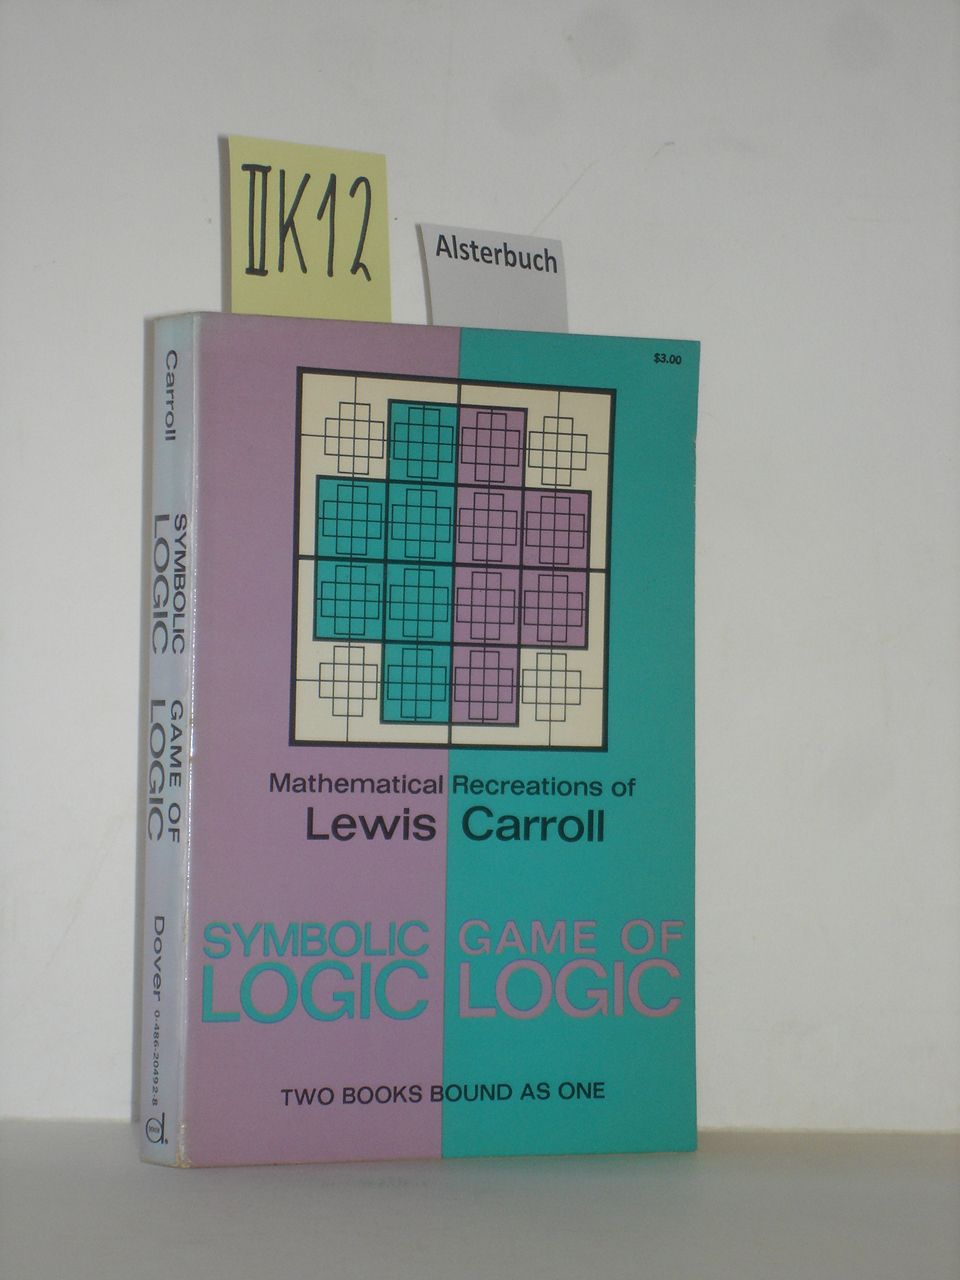 IIK12
Alsterbuch
$3.00
Mathematical Recreations of
Lewis Carroll
SYMBOLIC
LOGIC
GAME OF
LOGIC
TWO BOOKS BOUND AS ONE
Carroll
SYMBOLIC
LOGIC
GAME OF
LOGIC
Dover
0-486-20492-8